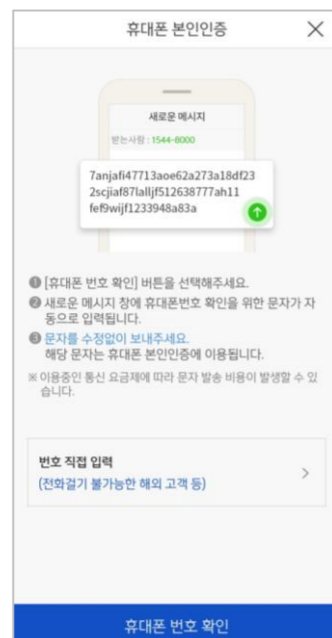 휴대폰 본인인증
새로운 메시지
받는사람 : 1544-8000
7anjafi47713aoe62a273a18df23
2scjiaf87lalljf512638777ah11
fef9wijf1233948a83a
❶ [휴대폰 번호 확인] 버튼을 선택해주세요.
❷ 새로운 메시지 창에 휴대폰번호 확인을 위한 문자가 자
동으로 입력됩니다.
❸ 문자를 수정없이 보내주세요.
해당 문자는 휴대폰 본인인증에 이용됩니다.
※ 이용중인 통신 요금제에 따라 문자 발송 비용이 발생할 수 있
습니다.
번호 직접 입력
(전화걸기 불가능한 해외 고객 등)
휴대폰 번호 확인